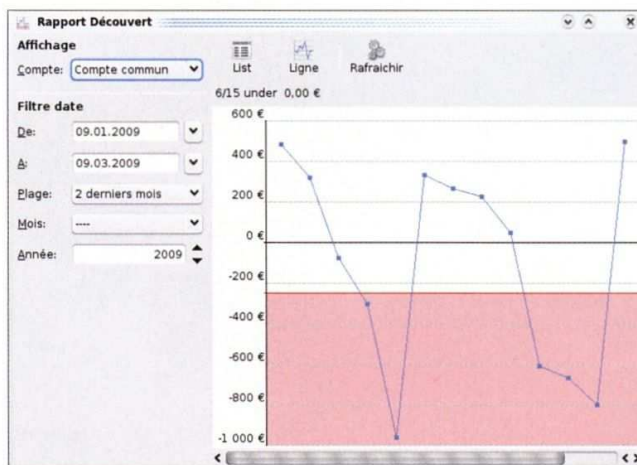 Rapport Découvert
Affichage
Compte: Compte commun
List Ligne Rafraichir
6/15 under 0,00 €
Filtre date
De: 09.01.2009
A: 09.03.2009
Plage: 2 derniers mois
Mois: ----
Année: 2009
600 €
400 €
200 €
0 €
-200 €
-400 €
-600 €
-800 €
-1 000 €